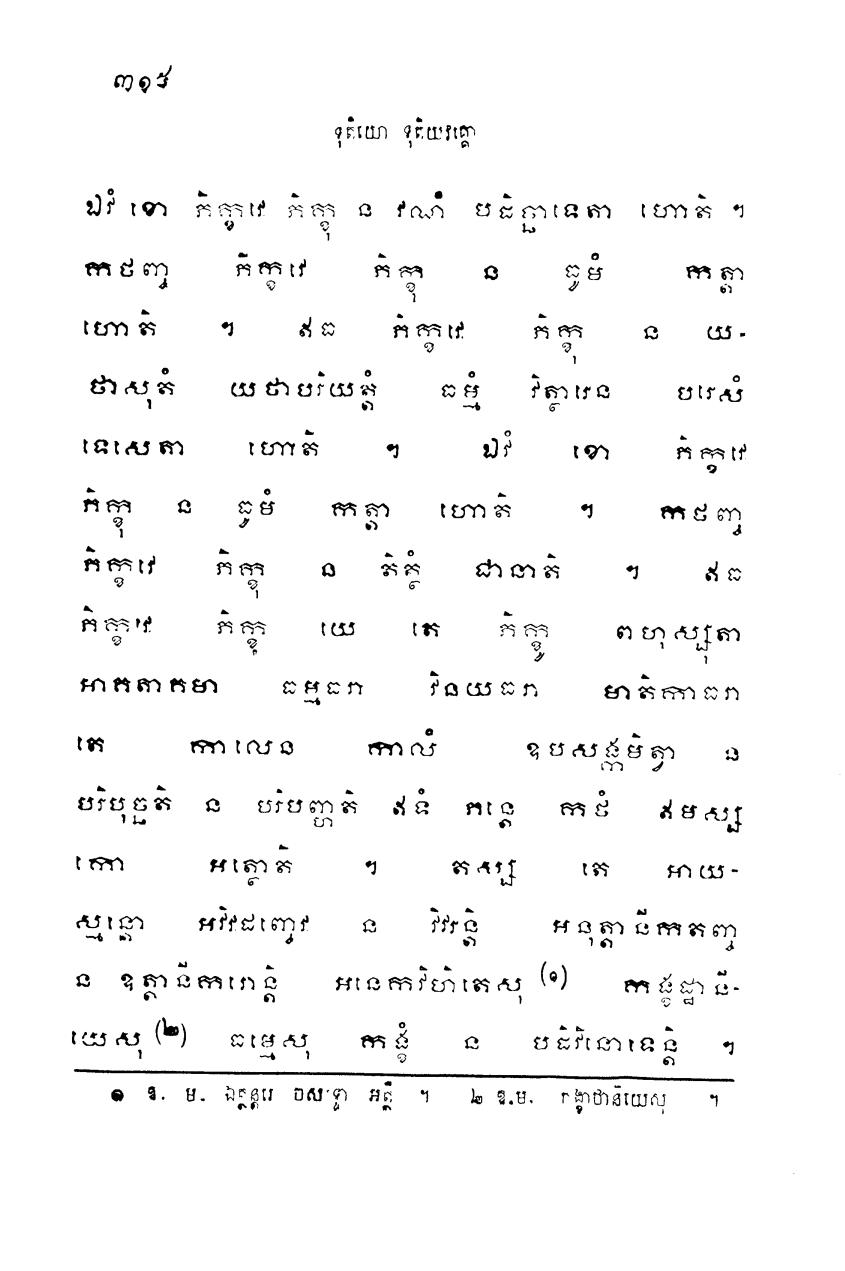 ៣១៦
ទុតិយោ ទុតិយវគ្គោ
ឯវំ ខោ ភិក្ខវេ ភិក្ខុ ន វណំ បដិច្ឆាទេតា ហោតិ ។
កថញ្ច ភិក្ខវេ ភិក្ខុ ន ធូមំ កត្តា
ហោតិ ។ ឥធ ភិក្ខវេ ភិក្ខុ ន យ-
ថាសុតំ យថាបរិយត្តំ ធម្មំ វិត្ថារេន បរេសំ
ទេសេតា ហោតិ ។ ឯវំ ខោ ភិក្ខវេ
ភិក្ខុ ន ធូមំ កត្តា ហោតិ ។ កថញ្ច
ភិក្ខវេ ភិក្ខុ ន តិត្ថំ ជានាតិ ។ ឥធ
ភិក្ខវេ ភិក្ខុ យេ តេ ភិក្ខូ ពហុស្សុតា
អាគតាគមា ធម្មធរា វិនយធរា មាតិកាធរា
តេ កាលេន កាលំ ឧបសង្កមិត្វា ន
បរិបុច្ឆតិ ន បរិបញ្ហតិ ឥទំ ភន្តេ កថំ ឥមស្ស
កោ អត្ថោតិ ។ តស្ស តេ អាយ-
ស្មន្តោ អវិវដញ្ចេវ ន វិវរន្តិ អនុត្តានីកតញ្ច
ន ឧត្តានីករោន្តិ អនេកវិហិតេសុ (១) កង្ខដ្ឋានិ-
យេសុ (២) ធម្មេសុ កង្ខំ ន បដិវិនោទេន្តិ ។
១ ឱ. ម. ឯត្ថន្តរេ ចសទ្ទោ អត្ថិ ។ ២ ឱ.ម. កង្ខាឋានិយេសុ ។